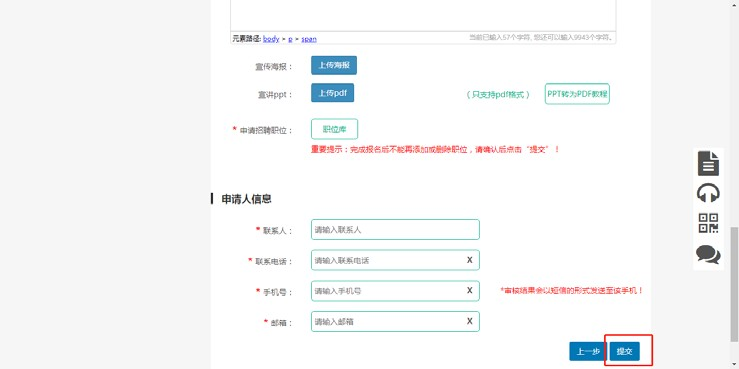 元素路径: body > p > span
当前已输入57个字符, 您还可以输入9943个字符。
宣传海报：
上传海报
宣讲ppt：
上传pdf
（只支持pdf格式）
PPT转为PDF教程
* 申请招聘职位：
职位库
重要提示：完成报名后不能再添加或删除职位，请确认后点击“提交”！
申请人信息
* 联系人：
请输入联系人
* 联系电话：
请输入联系电话
X
* 手机号：
请输入手机号
X
*审核结果会以短信的形式发送至该手机！
* 邮箱：
请输入邮箱
X
上一步
提交